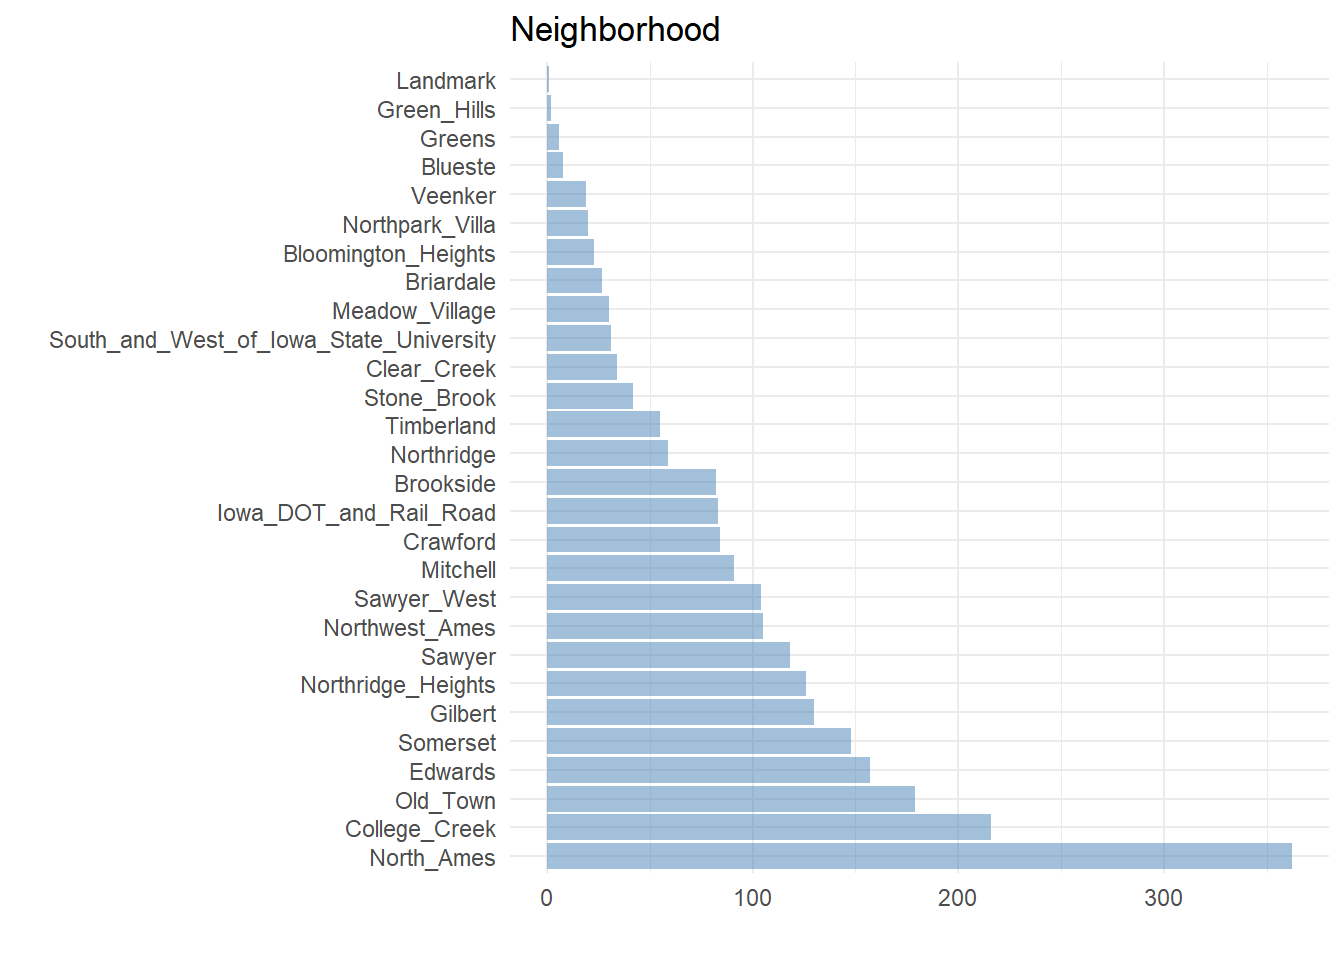 Neighborhood
Landmark
Green_Hills
Greens
Blueste
Veenker
Northpark_Villa
Bloomington_Heights
Briardale
Meadow_Village
South_and_West_of_Iowa_State_University
Clear_Creek
Stone_Brook
Timberland
Northridge
Brookside
Iowa_DOT_and_Rail_Road
Crawford
Mitchell
Sawyer_West
Northwest_Ames
Sawyer
Northridge_Heights
Gilbert
Somerset
Edwards
Old_Town
College_Creek
North_Ames
0 100 200 300